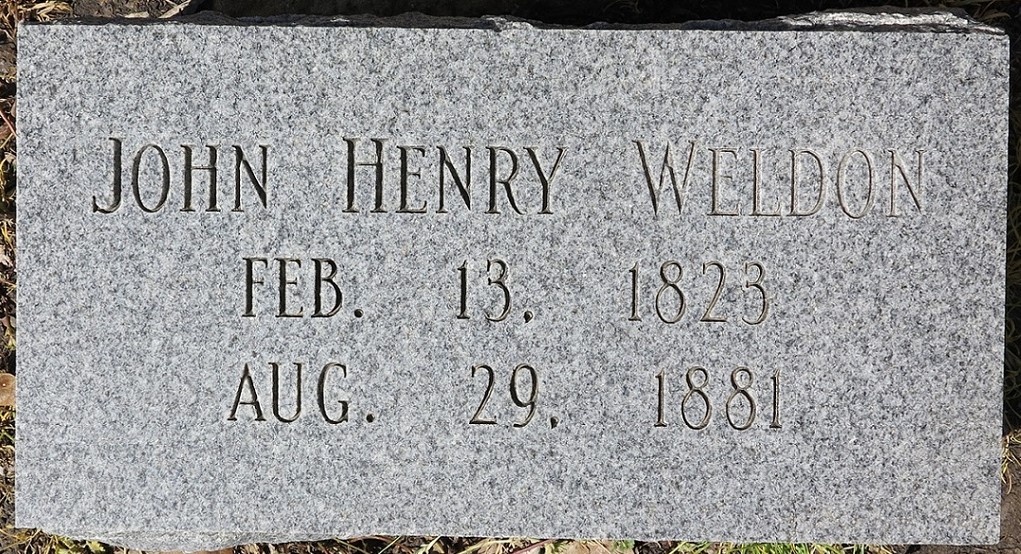 John Henry Weldon
FEB. 13, 1823
AUG. 29, 1881